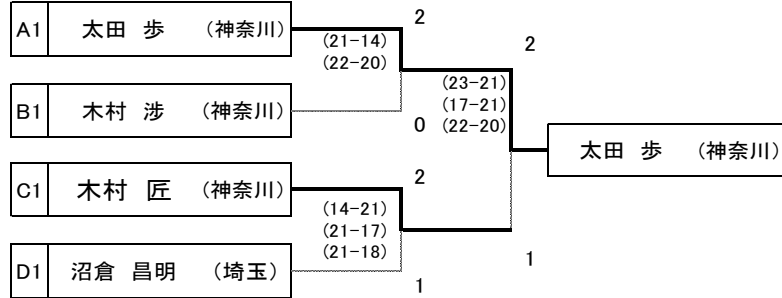 A1 太田 歩 (神奈川) 2
(21-14)
(22-20)
2
B1 木村 渉 (神奈川) 0
(23-21)
(17-21)
(22-20)
太田 歩 (神奈川)
C1 木村 匠 (神奈川) 2
(14-21)
(21-17)
(21-18)
1
D1 沼倉 昌明 (埼玉) 1